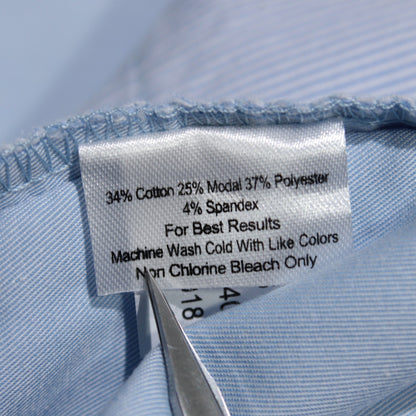 34% Cotton 25% Modal 37% Polyester
4% Spandex
For Best Results
Machine Wash Cold With Like Colors
Non Chlorine Bleach Only